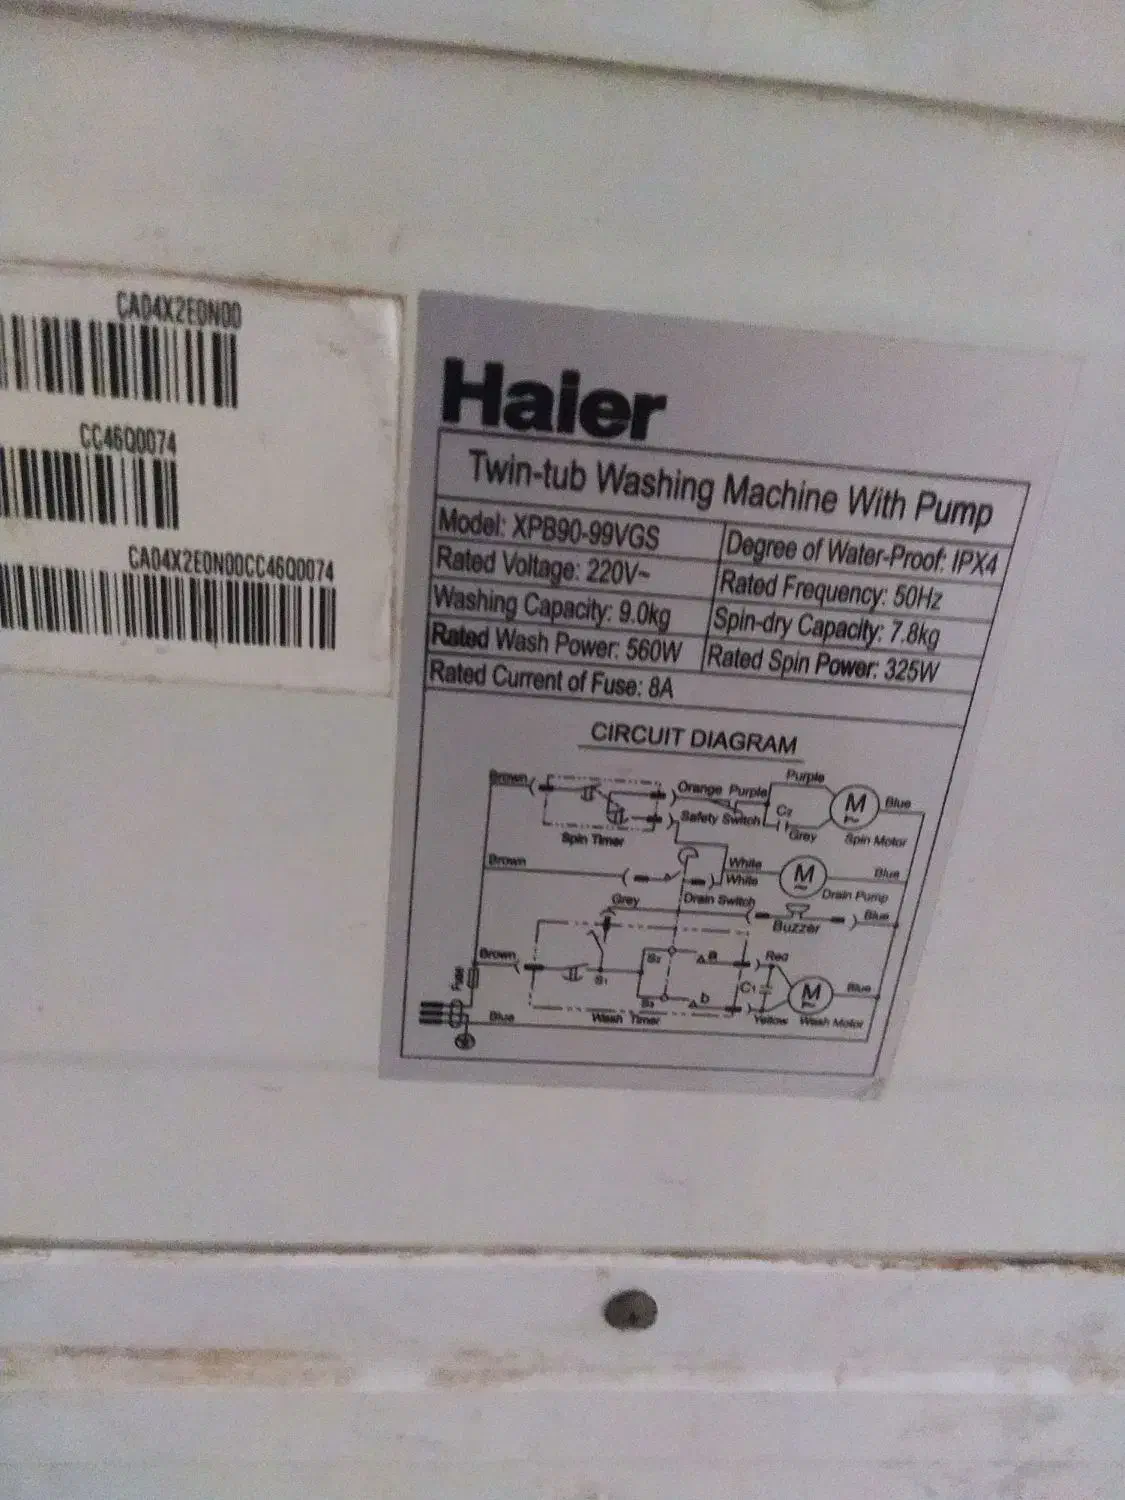 CA04X2E0N00
CC46Q0074
CA04X2E0N00CC46Q0074
Haier
Twin-tub Washing Machine With Pump
Model: XPB90-99VGS
Degree of Water-Proof: IPX4
Rated Voltage: 220V~
Rated Frequency: 50Hz
Washing Capacity: 9.0kg
Spin-dry Capacity: 7.8kg
Rated Wash Power: 560W
Rated Spin Power: 325W
Rated Current of Fuse: 8A
CIRCUIT DIAGRAM
Brown
Orange Purple
Purple
M
~
Blue
C2
Safety Switch
Grey
Spin Timer
Spin Motor
Brown
White
White
M
~
Blue
Drain Pump
Grey
Drain Switch
Buzzer
Blue
Brown
S1
S2
a
Red
S3
b
C1
M
~
Blue
Fuse
Blue
Wash Timer
Yellow
Wash Motor